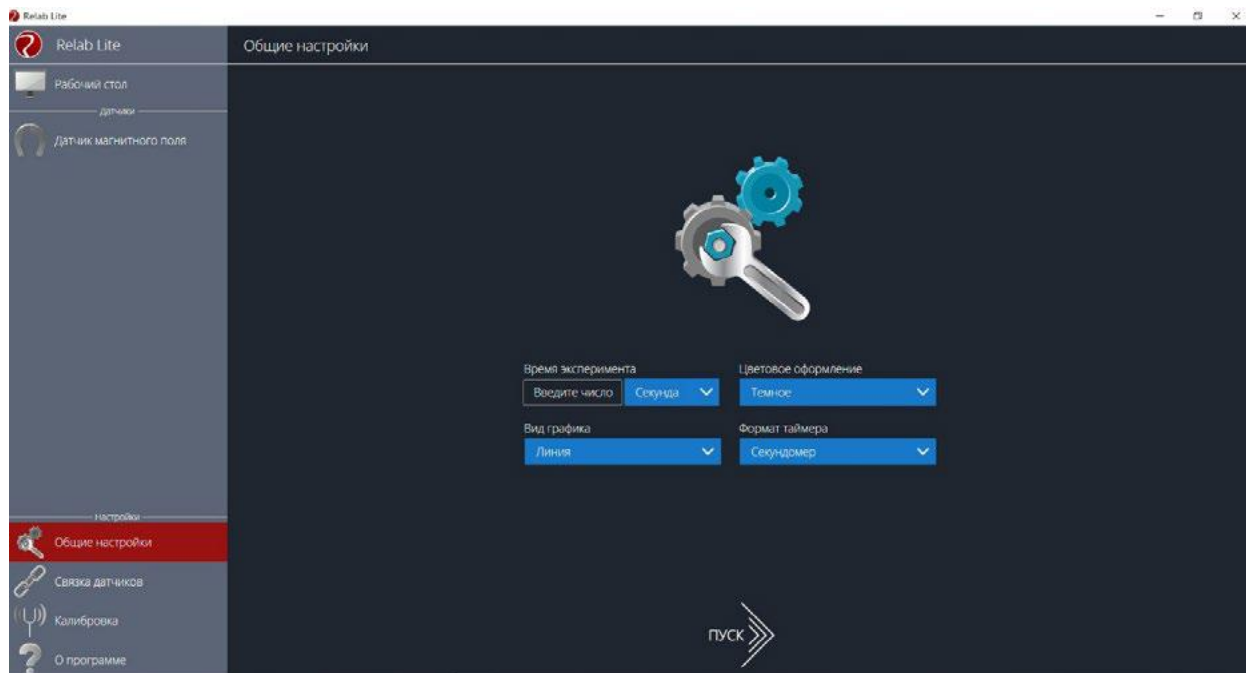 Relab Lite
Relab Lite
Общие настройки
Рабочий стол
Датчики
Датчик магнитного поля
Время эксперимента
Цветовое оформление
Введите число
Секунда
Темное
Вид графика
Формат таймера
Линия
Секундомер
Настройки
Общие настройки
Связка датчиков
Калибровка
О программе
ПУСК